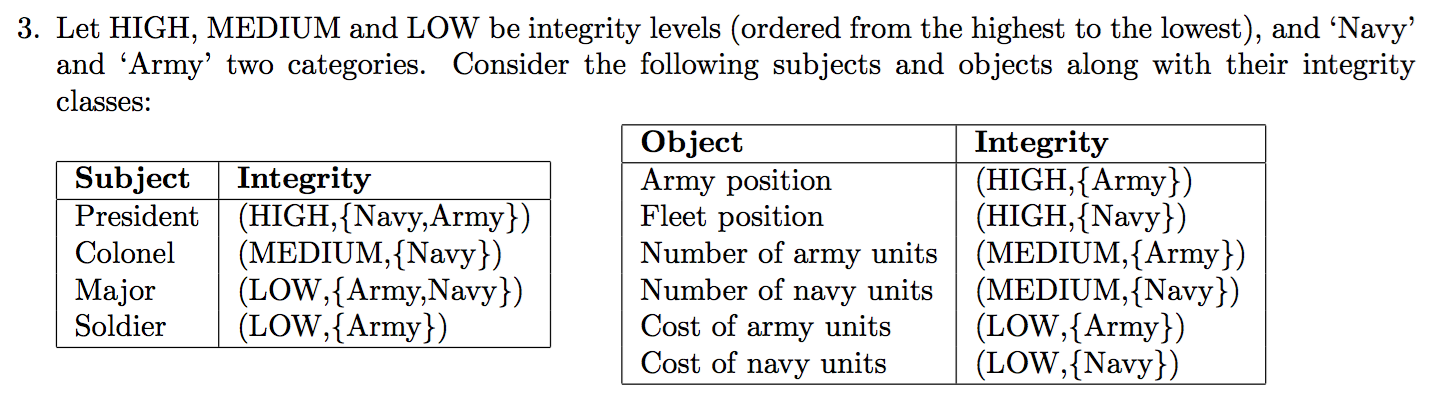 3. Let HIGH, MEDIUM and LOW be integrity levels (ordered from the highest to the lowest), and ‘Navy’
and ‘Army’ two categories. Consider the following subjects and objects along with their integrity
classes:
Subject Integrity
President (HIGH,{Navy,Army})
Colonel (MEDIUM,{Navy})
Major (LOW,{Army,Navy})
Soldier (LOW,{Army})
Object Integrity
Army position (HIGH,{Army})
Fleet position (HIGH,{Navy})
Number of army units (MEDIUM,{Army})
Number of navy units (MEDIUM,{Navy})
Cost of army units (LOW,{Army})
Cost of navy units (LOW,{Navy})